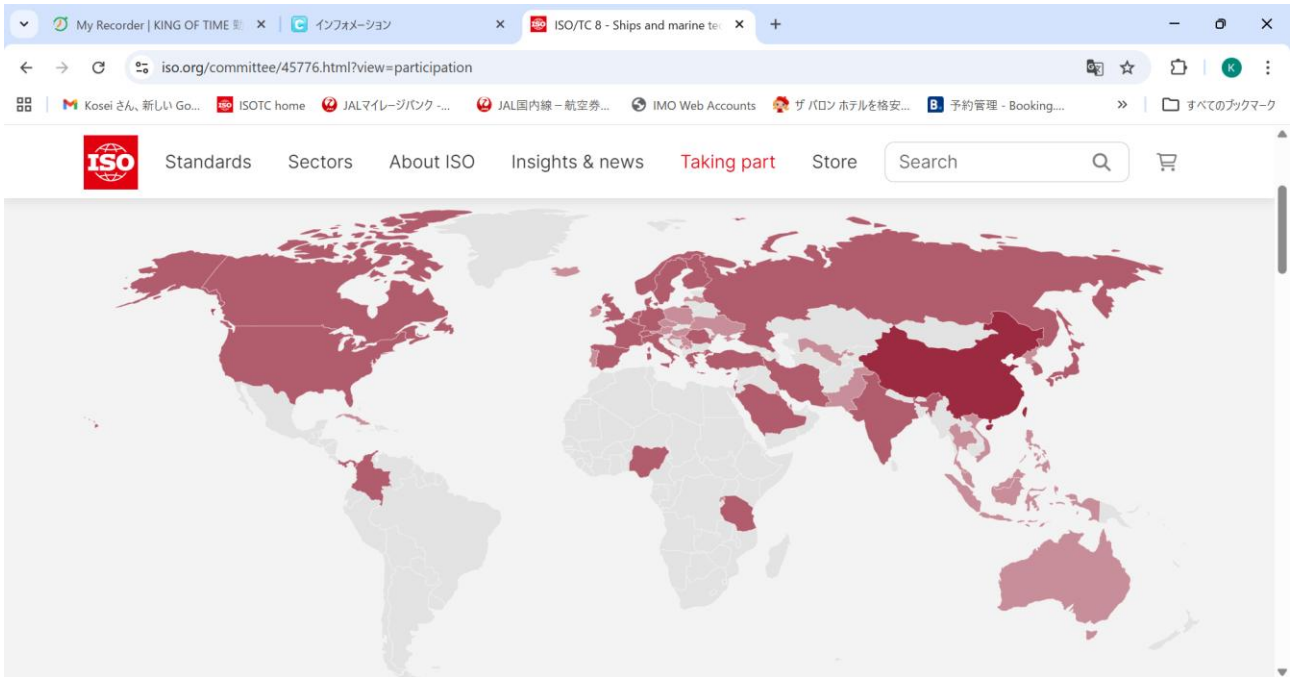 My Recorder | KING OF TIME 勤
インフォメーション
ISO/TC 8 - Ships and marine tec
iso.org/committee/45776.html?view=participation
Kosei さん、新しい Go... ISOTC home JALマイレージバンク -... JAL国内線－航空券... IMO Web Accounts ザ バロン ホテルを格安... B. 予約管理 - Booking.... » すべてのブックマーク
K
ISO Standards Sectors About ISO Insights & news Taking part Store Search